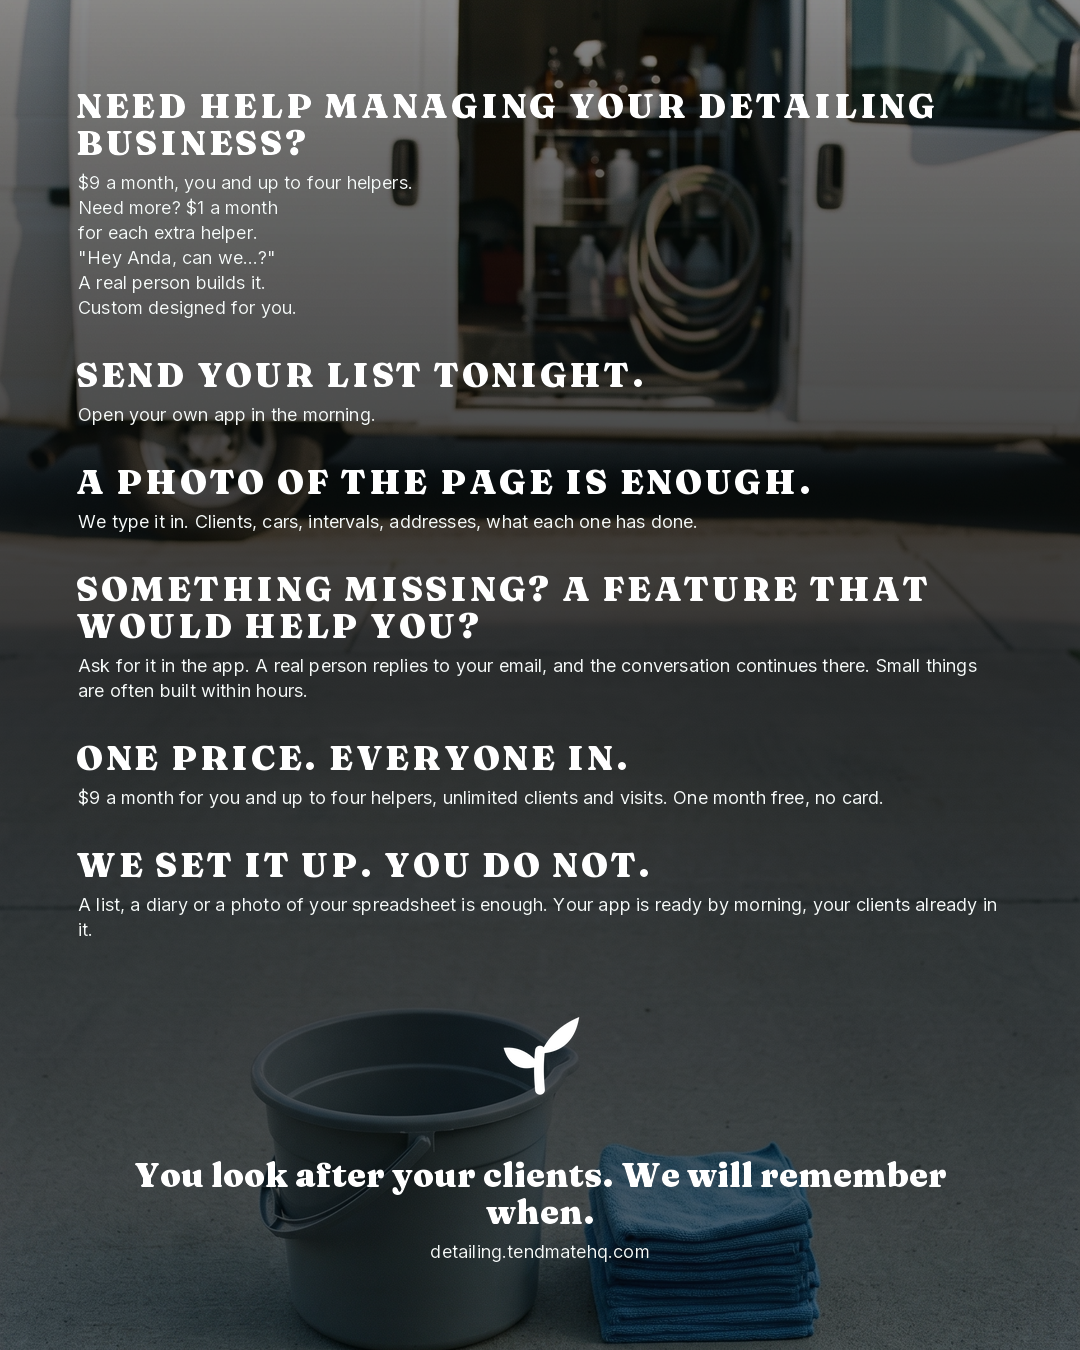 NEED HELP MANAGING YOUR DETAILING
BUSINESS?
$9 a month, you and up to four helpers.
Need more? $1 a month
for each extra helper.
"Hey Anda, can we...?"
A real person builds it.
Custom designed for you.
SEND YOUR LIST TONIGHT.
Open your own app in the morning.
A PHOTO OF THE PAGE IS ENOUGH.
We type it in. Clients, cars, intervals, addresses, what each one has done.
SOMETHING MISSING? A FEATURE THAT
WOULD HELP YOU?
Ask for it in the app. A real person replies to your email, and the conversation continues there. Small things
are often built within hours.
ONE PRICE. EVERYONE IN.
$9 a month for you and up to four helpers, unlimited clients and visits. One month free, no card.
WE SET IT UP. YOU DO NOT.
A list, a diary or a photo of your spreadsheet is enough. Your app is ready by morning, your clients already in
it.
You look after your clients. We will remember
when.
detailing.tendmatehq.com